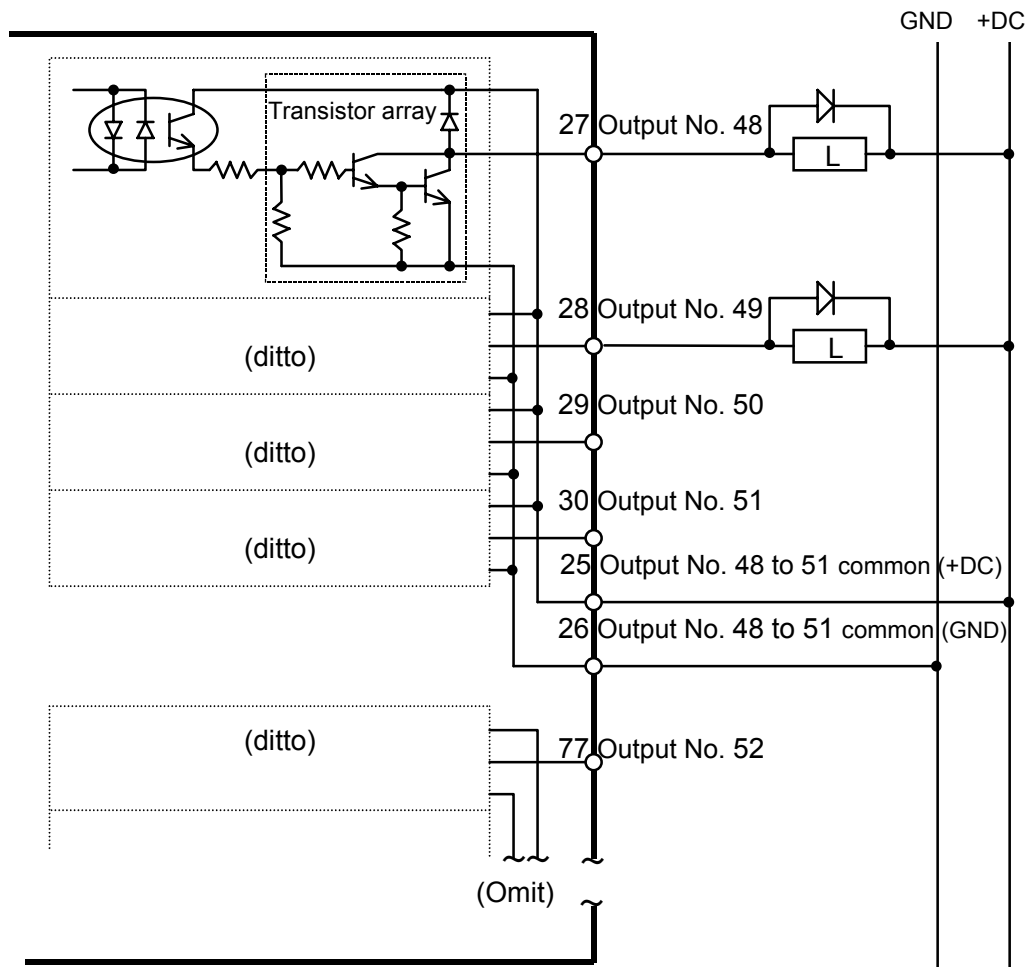 GND +DC
Transistor array
27 Output No. 48
L
28 Output No. 49
L
(ditto)
29 Output No. 50
(ditto)
30 Output No. 51
(ditto)
25 Output No. 48 to 51 common (+DC)
26 Output No. 48 to 51 common (GND)
(ditto)
77 Output No. 52
(Omit)